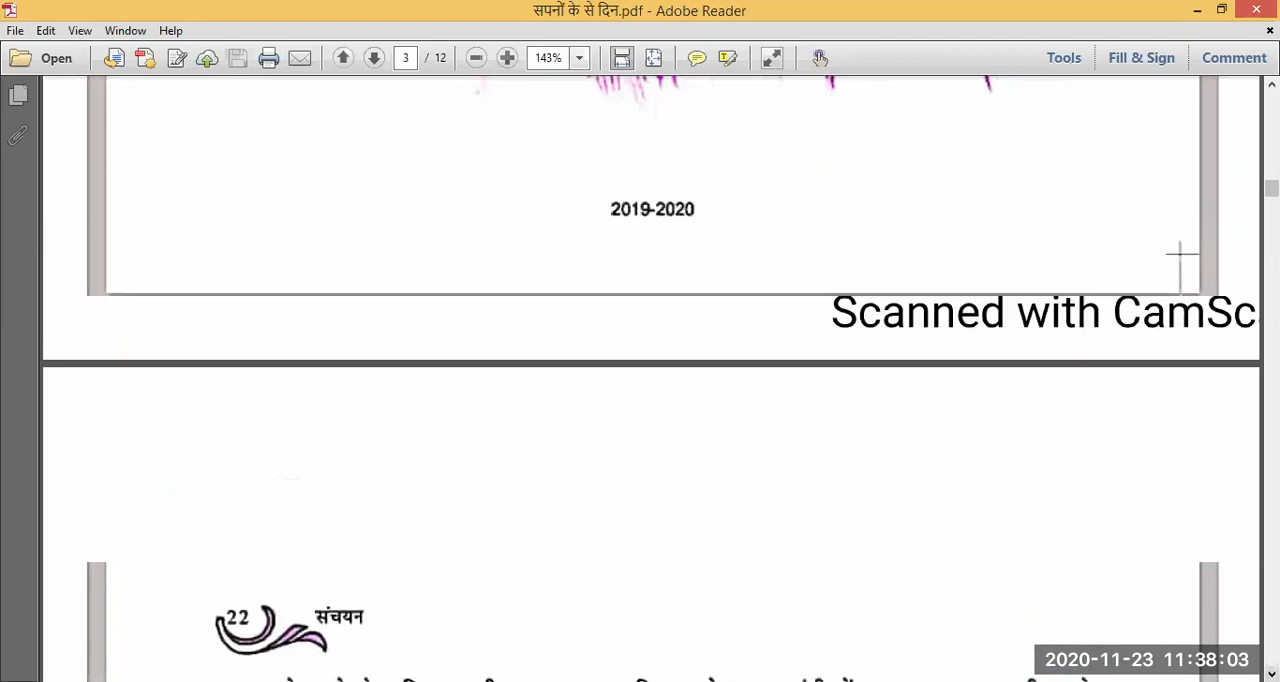 सपनों के से दिन.pdf - Adobe Reader
File Edit View Window Help
Open 3 / 12 143% Tools Fill & Sign Comment
2019-2020
Scanned with CamSc
22 संचयन
2020-11-23 11:38:03